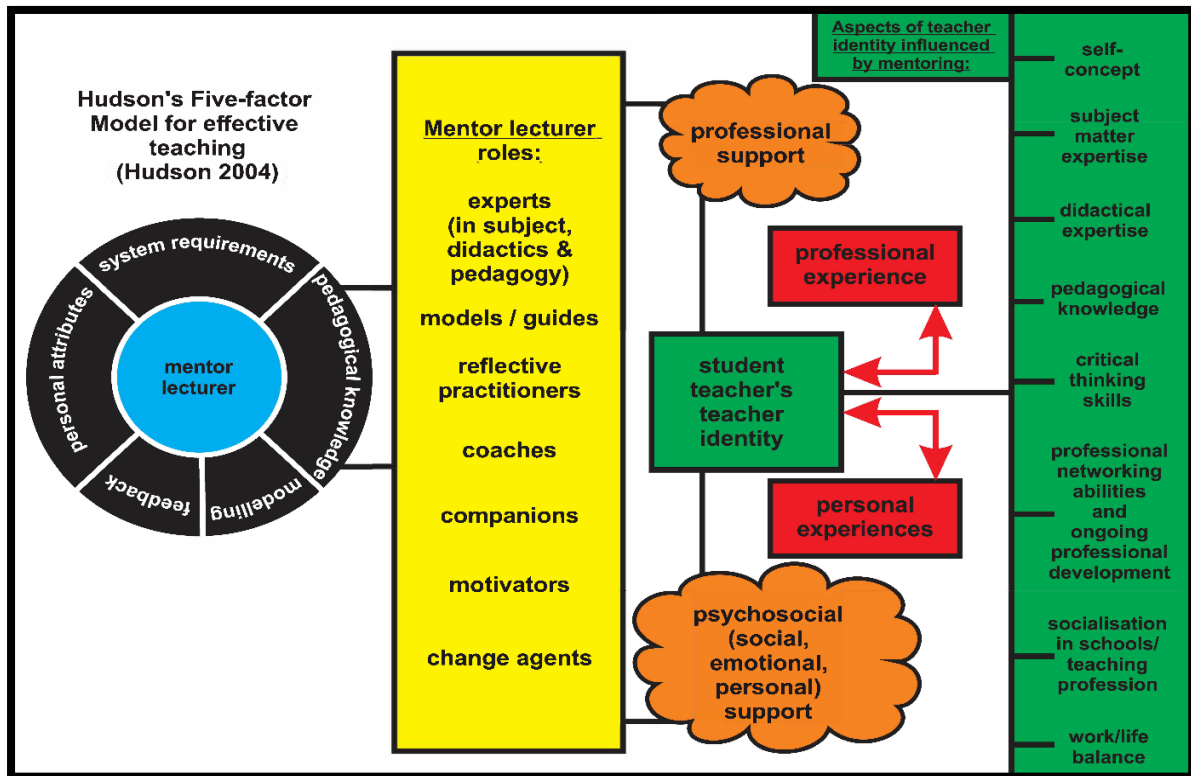 Hudson's Five-factor
Model for effective
teaching
(Hudson 2004)
system requirements
personal attributes
pedagogical knowledge
feedback
modelling
mentor
lecturer
Mentor lecturer
roles:
experts
(in subject,
didactics &
pedagogy)
models / guides
reflective
practitioners
coaches
companions
motivators
change agents
professional
support
student
teacher's
teacher
identity
psychosocial
(social,
emotional,
personal)
support
professional
experience
personal
experiences
Aspects of teacher
identity influenced
by mentoring:
self-
concept
subject
matter
expertise
didactical
expertise
pedagogical
knowledge
critical
thinking
skills
professional
networking
abilities
and
ongoing
professional
development
socialisation
in schools/
teaching
profession
work/life
balance